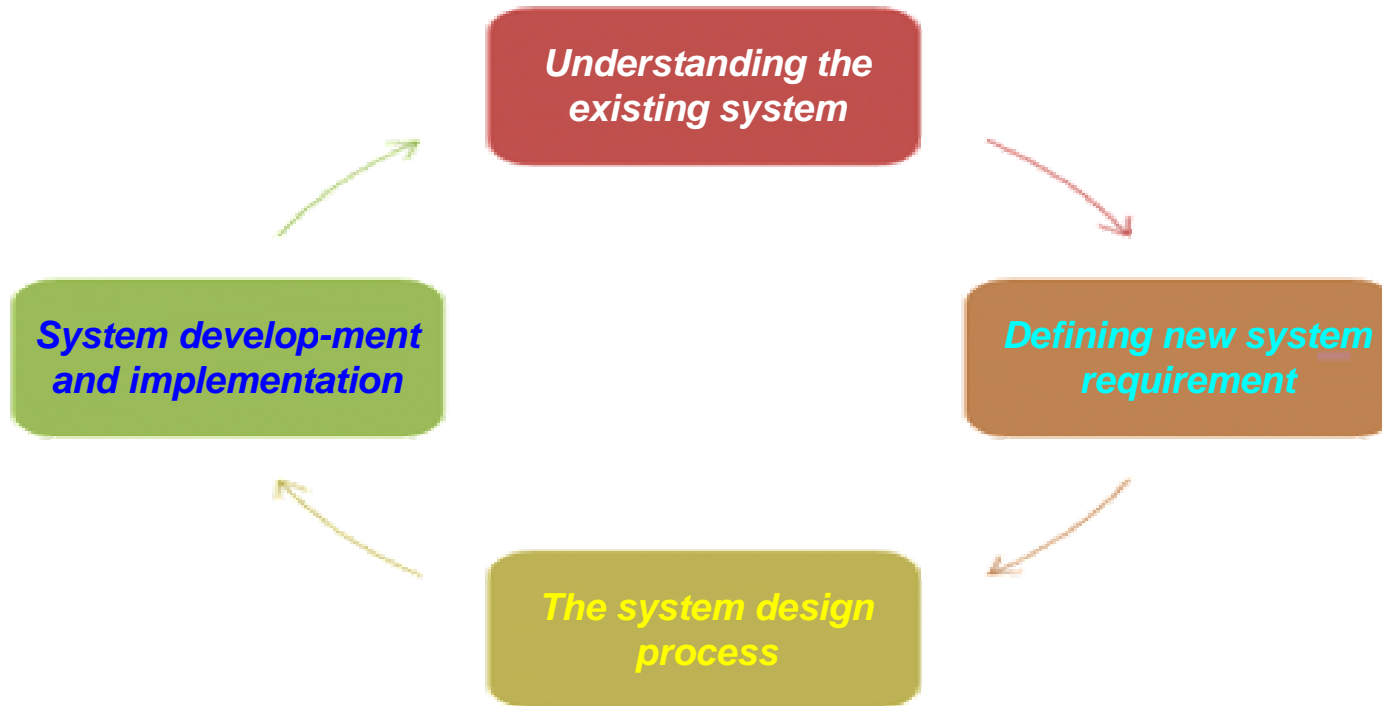 Understanding the
existing system
Defining new system
requirement
The system design
process
System develop-ment
and implementation